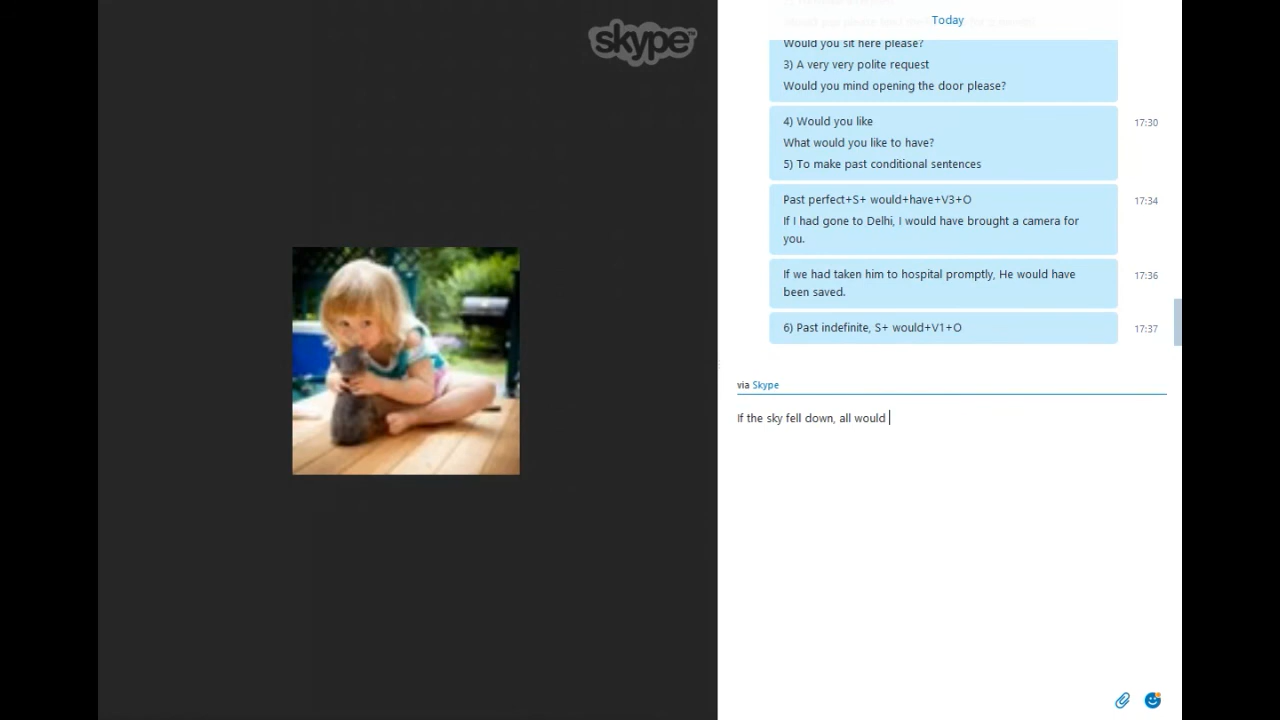 skype™
Today
Would you sit here please?
3) A very very polite request
Would you mind opening the door please?
4) Would you like
17:30
What would you like to have?
5) To make past conditional sentences
Past perfect+S+ would+have+V3+O
17:34
If I had gone to Delhi, I would have brought a camera for
you.
If we had taken him to hospital promptly, He would have
17:36
been saved.
6) Past indefinite, S+ would+V1+O
17:37
via Skype
If the sky fell down, all would